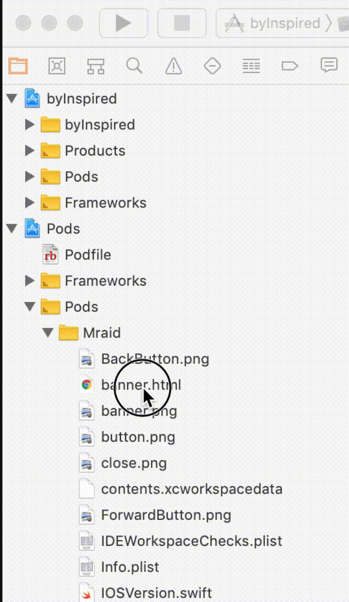 byInspired
byInspired
byInspired
Products
Pods
Frameworks
Pods
rb Podfile
Frameworks
Pods
Mraid
BackButton.png
banner.html
banner.png
button.png
close.png
contents.xcworkspacedata
ForwardButton.png
IDEWorkspaceChecks.plist
Info.plist
IOSVersion.swift